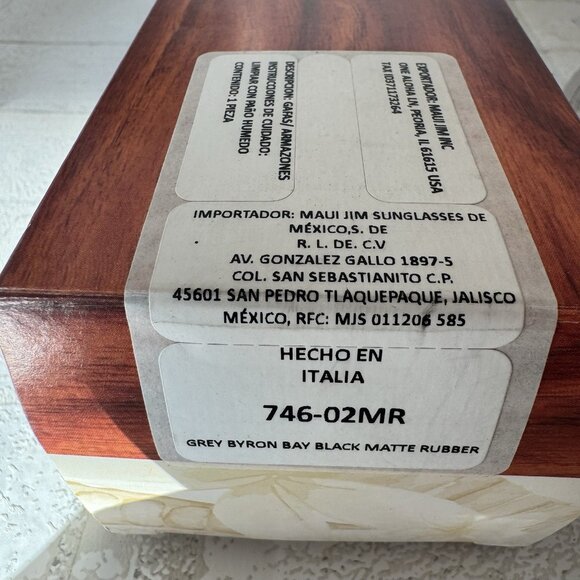 DESCRIPCION: GAFAS/ ARMAZONES
INSTRUCCIONES DE CUIDADO:
LIMPIAR CON PAÑO HUMEDO
CONTENIDO: 1 PIEZA
EXPORTADOR: MAUI JIM INC
ONE ALOHA LN, PEORIA, IL 61615 USA
TAX ID371173264
IMPORTADOR: MAUI JIM SUNGLASSES DE
MÉXICO,S. DE
R. L. DE. C.V
AV. GONZALEZ GALLO 1897-5
COL. SAN SEBASTIANITO C.P.
45601 SAN PEDRO TLAQUEPAQUE, JALISCO
MÉXICO, RFC: MJS 011206 585
HECHO EN
ITALIA
746-02MR
GREY BYRON BAY BLACK MATTE RUBBER